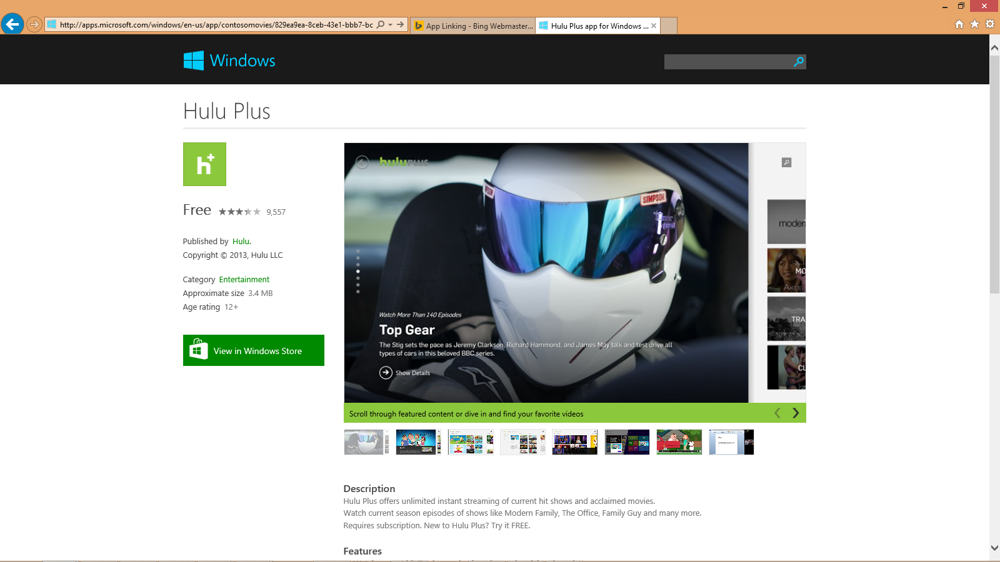 http://apps.microsoft.com/windows/en-us/app/contosomovies/829ea9ea-8ceb-43e1-bbb7-bc
App Linking - Bing Webmaster...
Hulu Plus app for Windows ...
Windows
Hulu Plus
h+
Free 9,557
Published by Hulu.
Copyright © 2013, Hulu LLC
Category Entertainment
Approximate size 3.4 MB
Age rating 12+
View in Windows Store
hulu PLUS
SIMPSON
Watch More Than 140 Episodes
Top Gear
The Stig sets the pace as Jeremy Clarkson, Richard Hammond, and James May talk and test drive all
types of cars in this beloved BBC series.
Show Details
moder
MO
AKEEL
TRA
CL
Scroll through featured content or dive in and find your favorite videos
Description
Hulu Plus offers unlimited instant streaming of current hit shows and acclaimed movies.
Watch current season episodes of shows like Modern Family, The Office, Family Guy and many more.
Requires subscription. New to Hulu Plus? Try it FREE.
Features